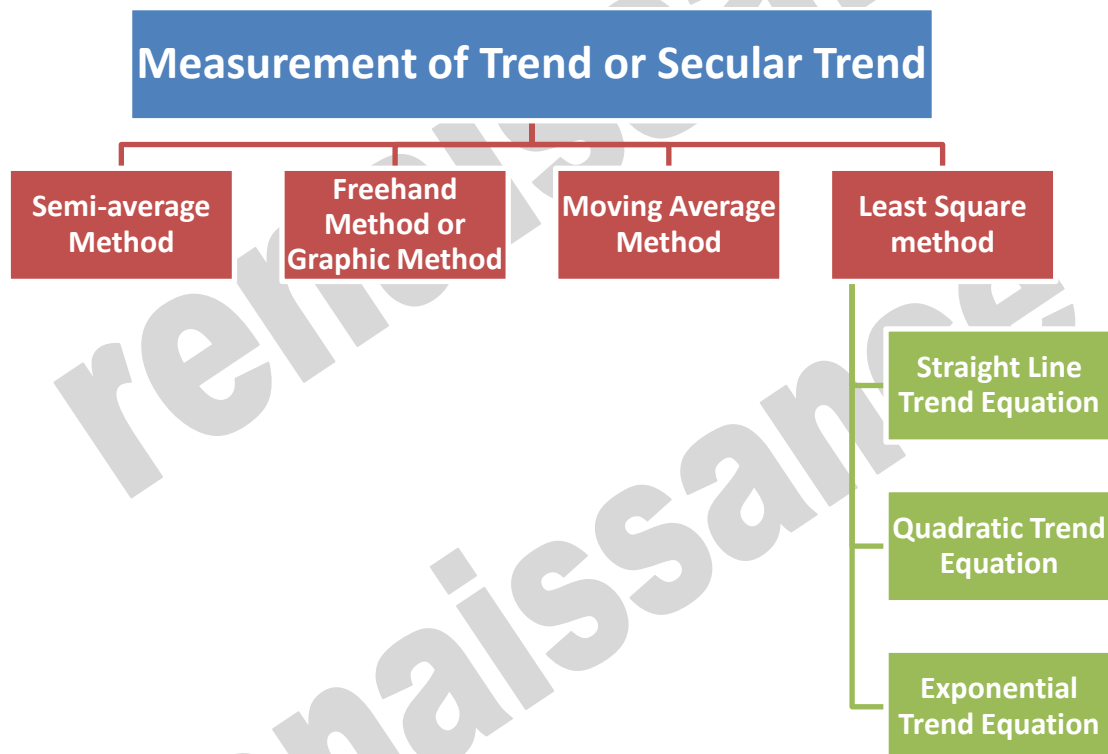 Measurement of Trend or Secular Trend
Semi-average
Method
Freehand
Method or
Graphic Method
Moving Average
Method
Least Square
method
Straight Line
Trend Equation
Quadratic Trend
Equation
Exponential
Trend Equation
renaissance